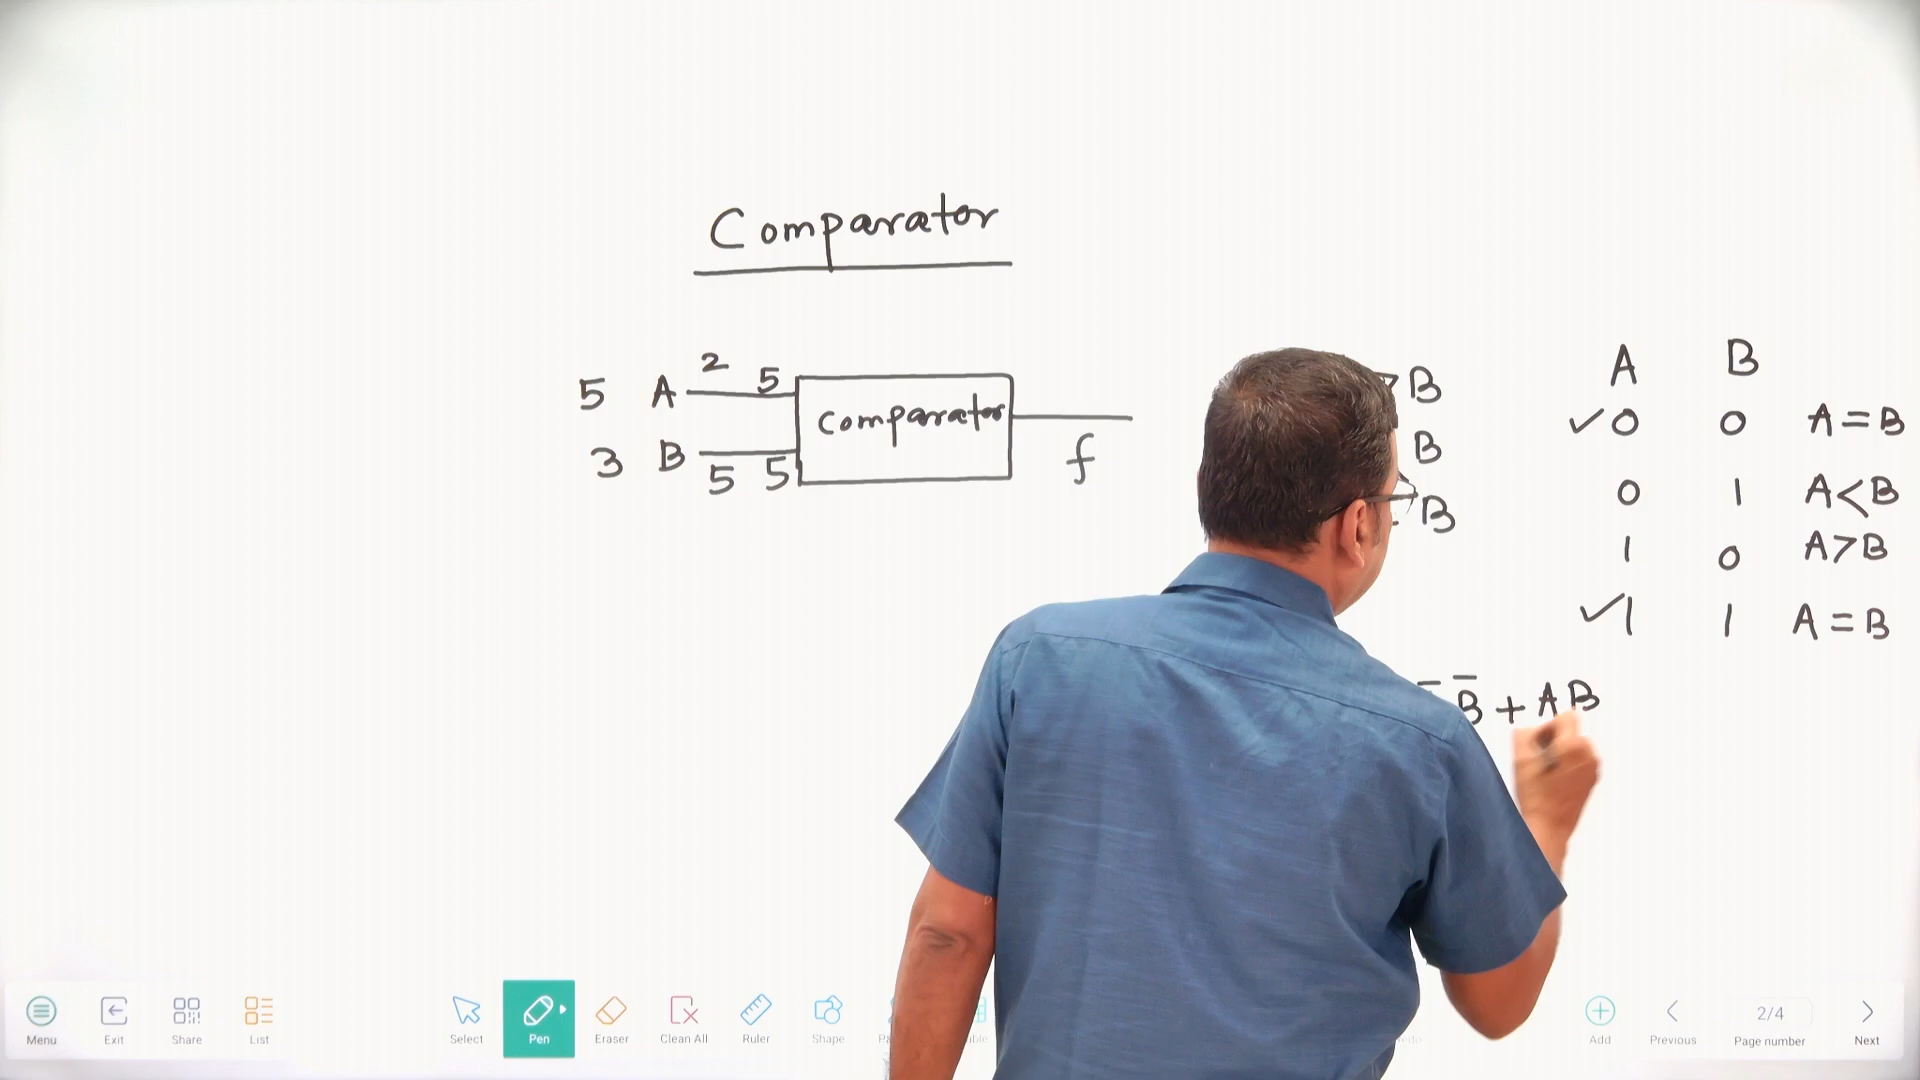 Comparator
5 A 2 5
3 B 5 5
comparator
f
> B
B
B
A B
✓0 0 A=B
0 1 A<B
1 0 A>B
✓1 1 A=B
B̄ + AB
Menu Exit Share List Select Pen Eraser Clean All Ruler Shape Add Previous 2/4 Page number Next